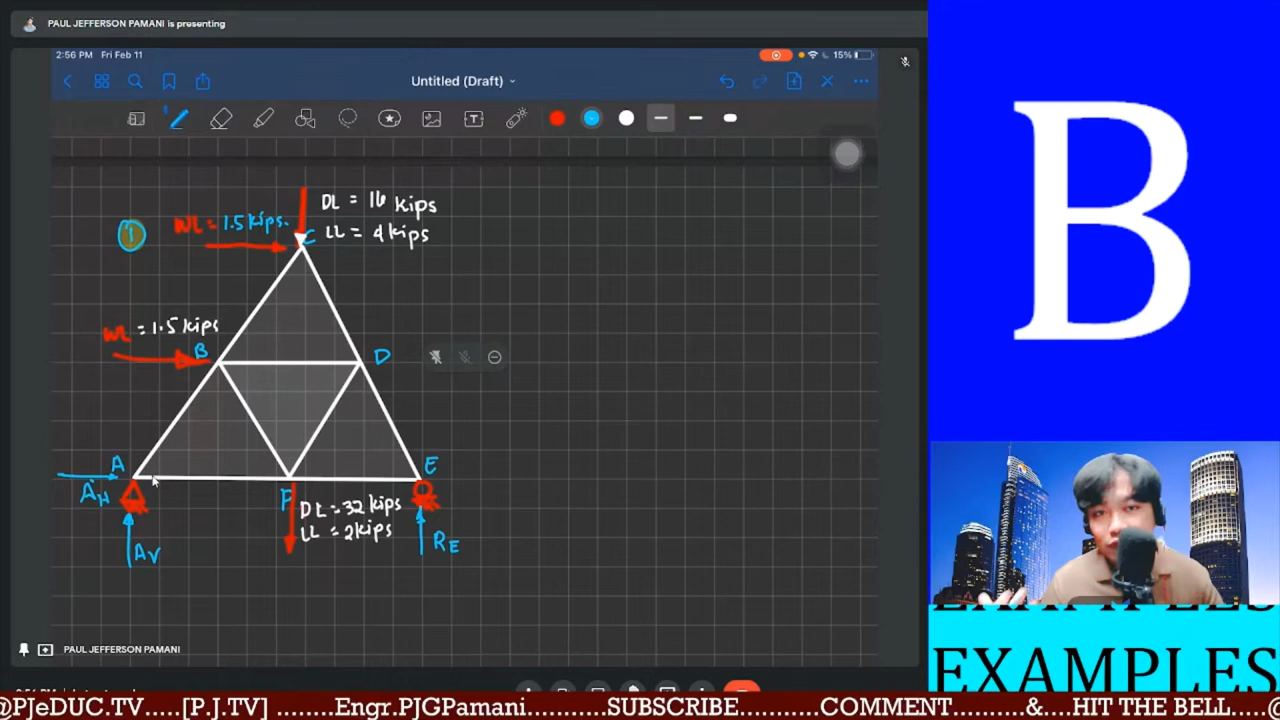 PAUL JEFFERSON PAMANI is presenting
2:56 PM Fri Feb 11
15%
Untitled (Draft)
B
DL = 16 kips
WL = 1.5 kips.
1
C
LL = 4 kips
WL = 1.5 kips
B
D
A
E
AH
F
DL = 32 kips
LL = 2 kips
AV
RE
PAUL JEFFERSON PAMANI
EXAMPLES
EXAMPLES
@PJeDUC.TV.....[P.J.TV] ........Engr.PJGPamani..........SUBSCRIBE..........COMMENT.........&....HIT THE BELL.......@